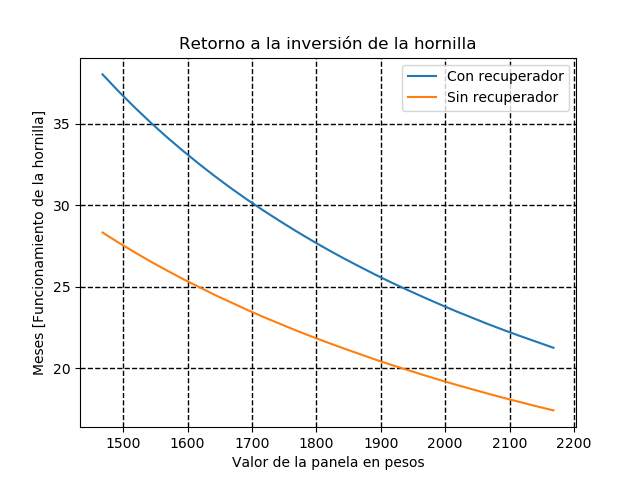 Retorno a la inversión de la hornilla
Con recuperador
Sin recuperador
Meses [Funcionamiento de la hornilla]
35
30
25
20
1500 1600 1700 1800 1900 2000 2100 2200
Valor de la panela en pesos